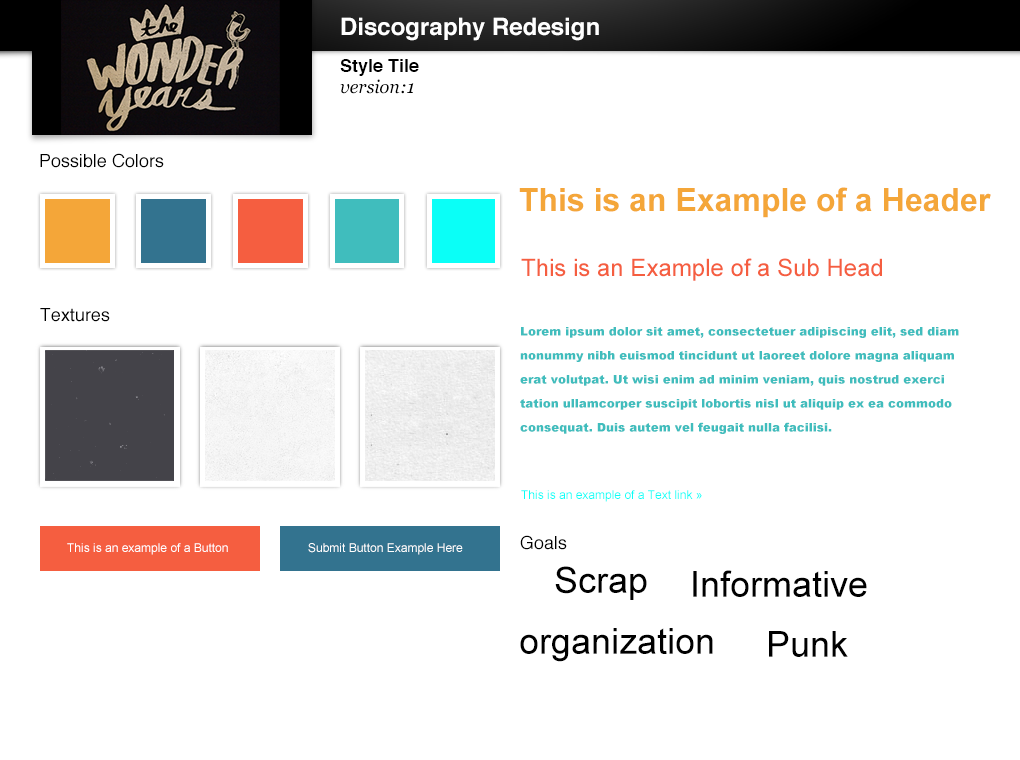 the
WONDER
years
Discography Redesign
Style Tile
version:1
Possible Colors
Textures
This is an example of a Button
Submit Button Example Here
This is an Example of a Header
This is an Example of a Sub Head
Lorem ipsum dolor sit amet, consectetuer adipiscing elit, sed diam
nonummy nibh euismod tincidunt ut laoreet dolore magna aliquam
erat volutpat. Ut wisi enim ad minim veniam, quis nostrud exerci
tation ullamcorper suscipit lobortis nisl ut aliquip ex ea commodo
consequat. Duis autem vel feugait nulla facilisi.
This is an example of a Text link »
Goals
Scrap Informative
organization Punk